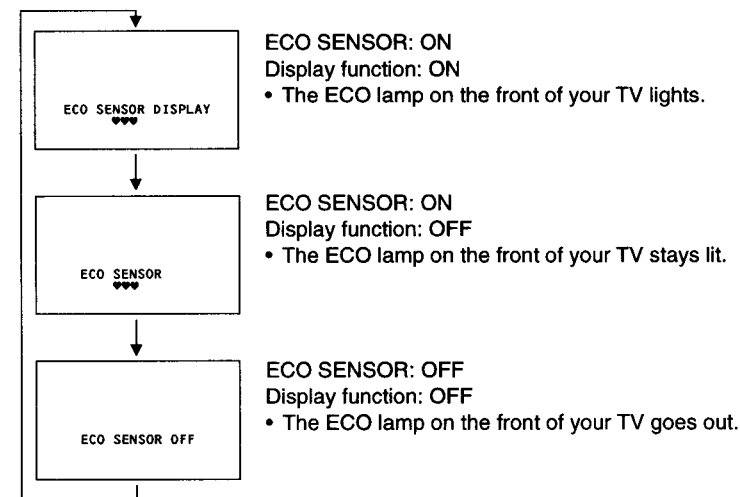 ECO SENSOR: ON
Display function: ON
• The ECO lamp on the front of your TV lights.
ECO SENSOR DISPLAY
♥♥♥
ECO SENSOR: ON
Display function: OFF
• The ECO lamp on the front of your TV stays lit.
ECO SENSOR
♥♥♥
ECO SENSOR: OFF
Display function: OFF
• The ECO lamp on the front of your TV goes out.
ECO SENSOR OFF